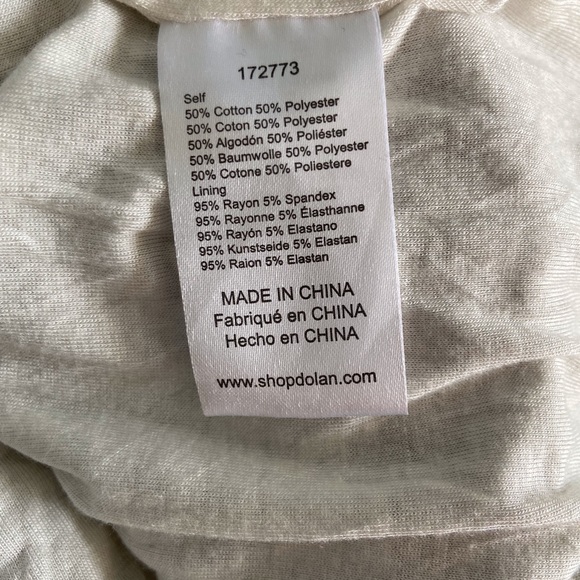 172773
Self
50% Cotton 50% Polyester
50% Coton 50% Polyester
50% Algodón 50% Poliéster
50% Baumwolle 50% Polyester
50% Cotone 50% Poliestere
Lining
95% Rayon 5% Spandex
95% Rayonne 5% Élasthanne
95% Rayón 5% Elastano
95% Kunstseide 5% Elastan
95% Raion 5% Elastan
MADE IN CHINA
Fabriqué en CHINA
Hecho en CHINA
www.shopdolan.com